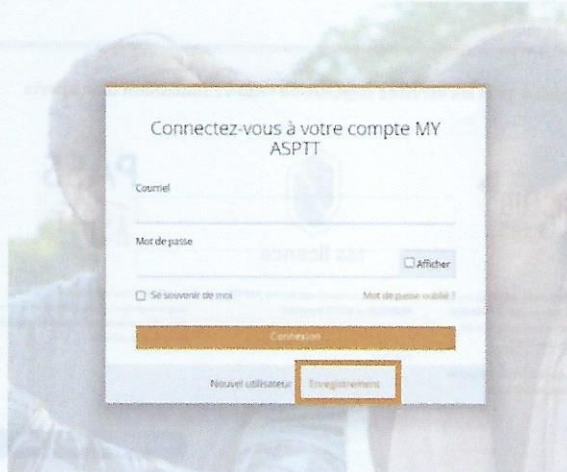 Connectez-vous à votre compte MY
ASPTT
Courriel
Mot de passe
Afficher
Se souvenir de moi
Mot de passe oublié ?
Connexion
Nouvel utilisateur
Enregistrement